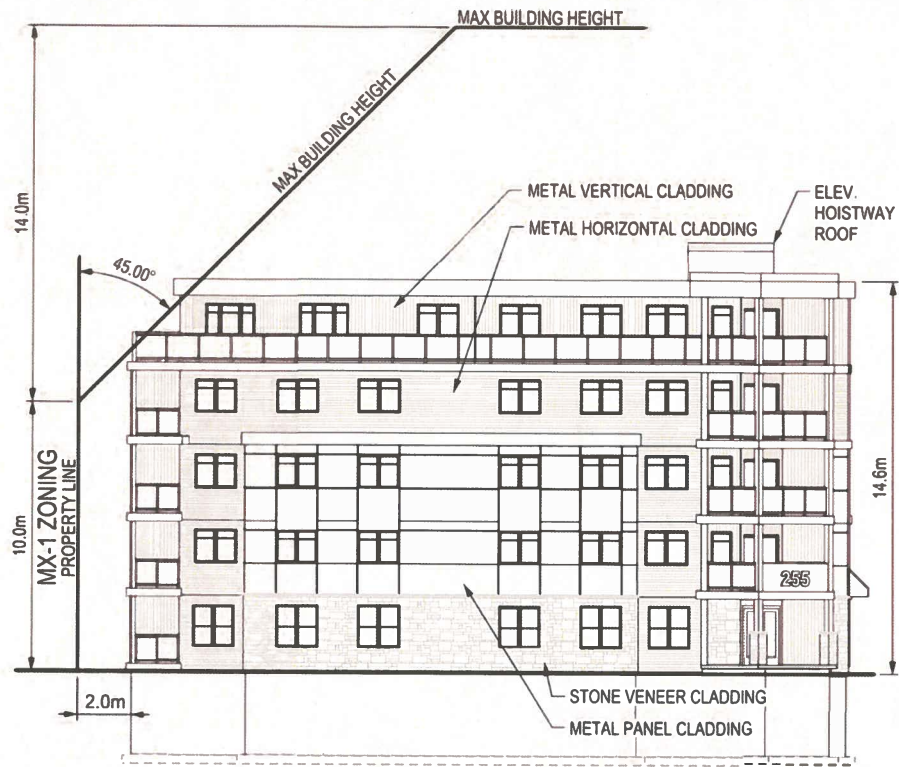 MAX BUILDING HEIGHT
MAX BUILDING HEIGHT
14.0m
45.00°
METAL VERTICAL CLADDING
METAL HORIZONTAL CLADDING
ELEV.
HOISTWAY
ROOF
10.0m
MX-1 ZONING
PROPERTY LINE
14.6m
255
2.0m
STONE VENEER CLADDING
METAL PANEL CLADDING